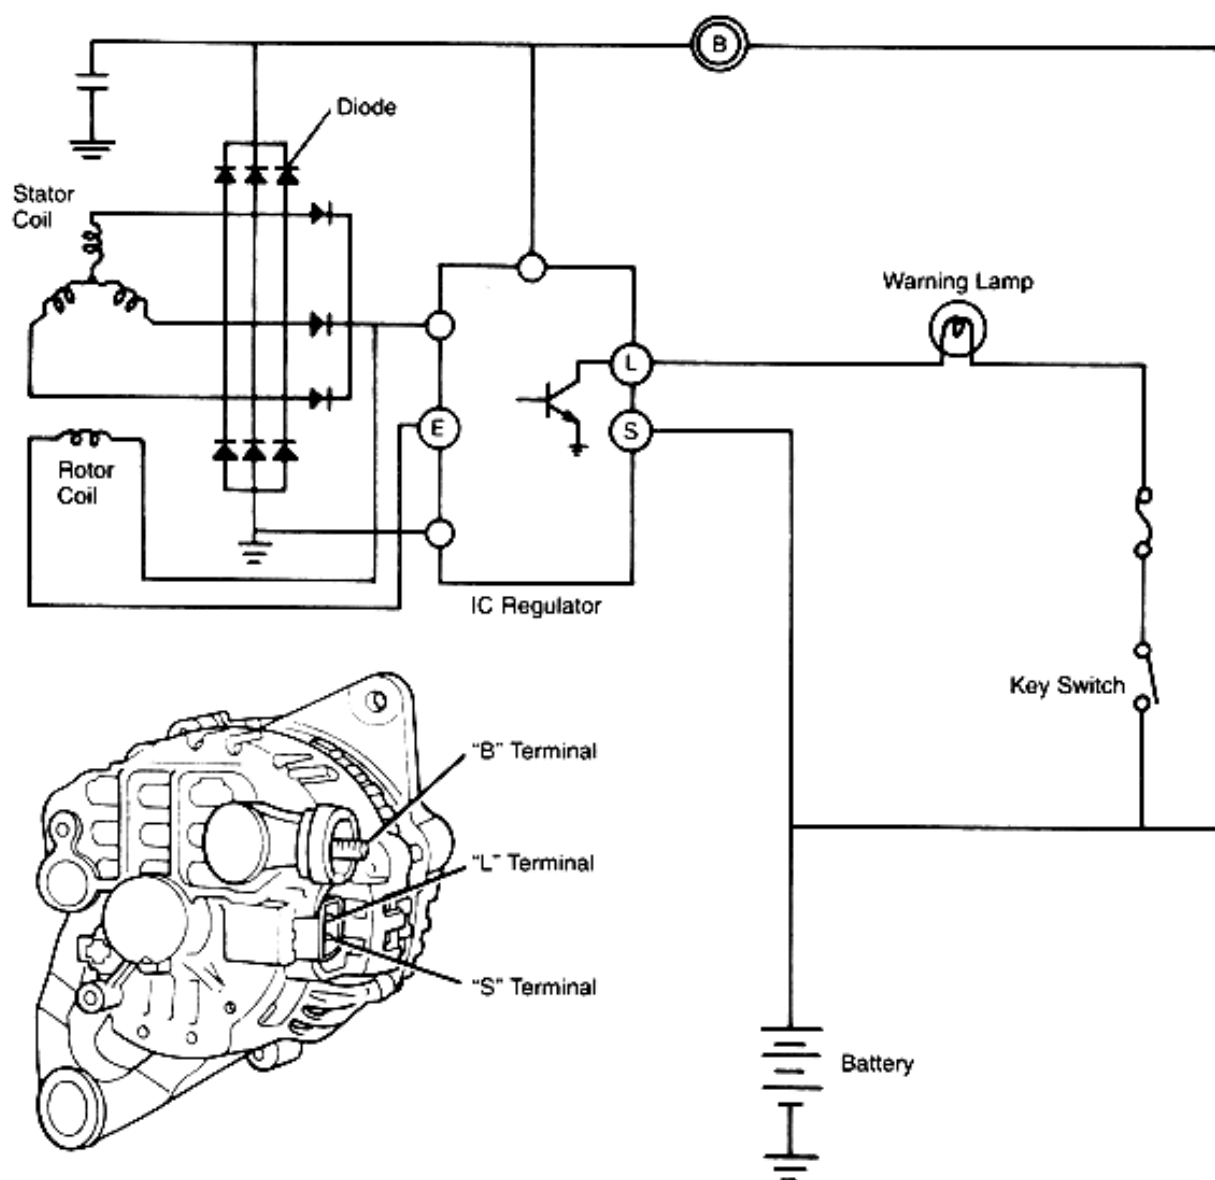 B
Diode
Stator
Coil
Warning Lamp
L
E
S
Rotor
Coil
IC Regulator
Key Switch
"B" Terminal
"L" Terminal
"S" Terminal
Battery